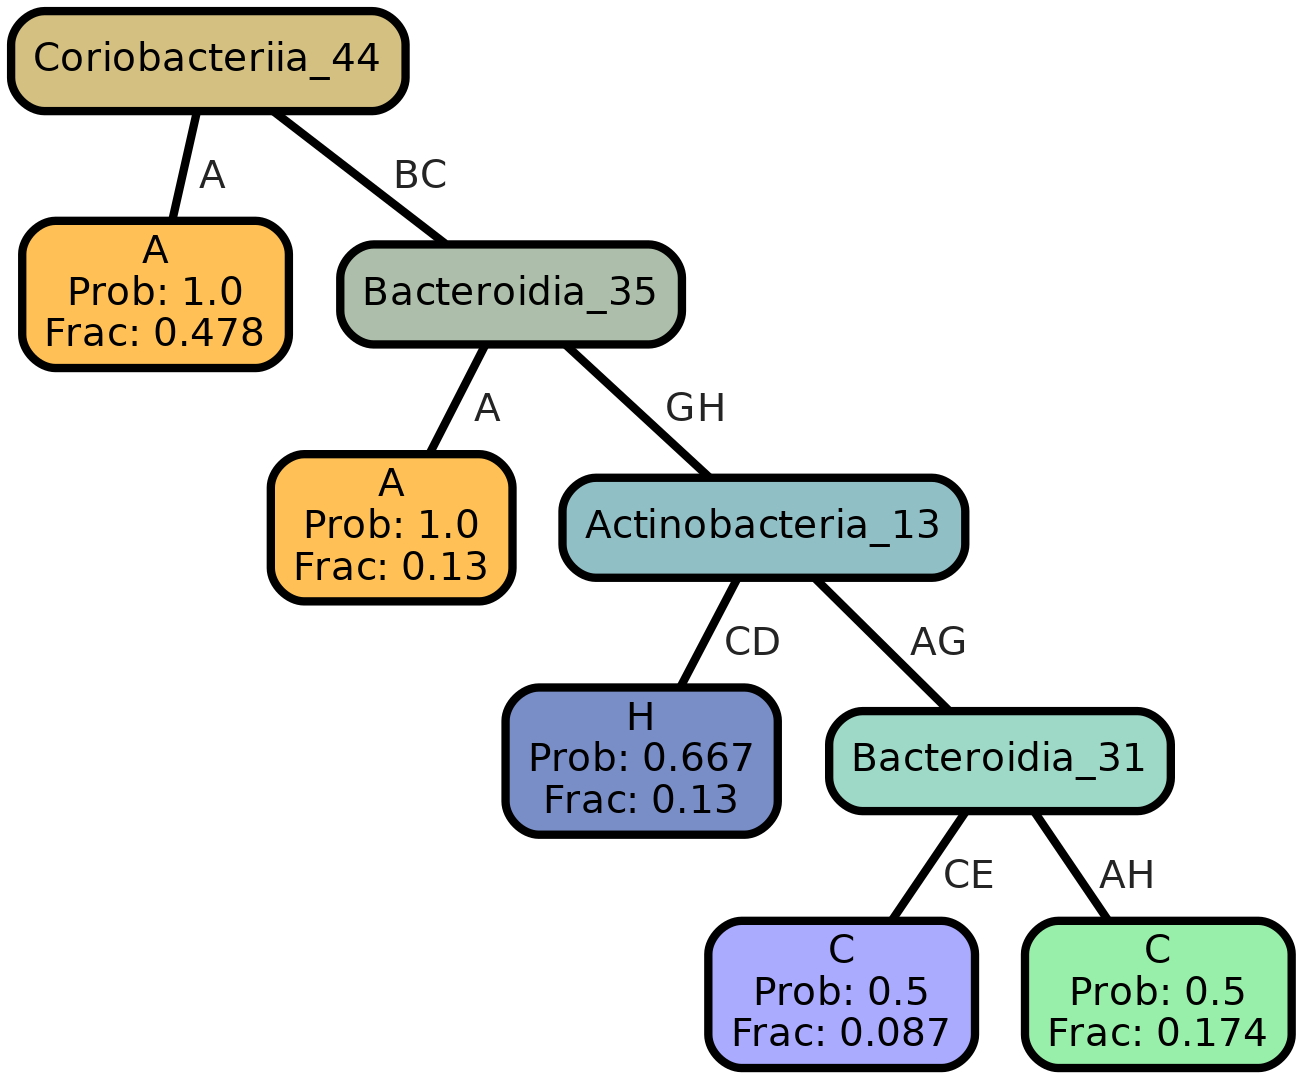 Coriobacteriia_44
A
BC
A
Prob: 1.0
Frac: 0.478
Bacteroidia_35
A
GH
A
Prob: 1.0
Frac: 0.13
Actinobacteria_13
CD
AG
H
Prob: 0.667
Frac: 0.13
Bacteroidia_31
CE
AH
C
Prob: 0.5
Frac: 0.087
C
Prob: 0.5
Frac: 0.174